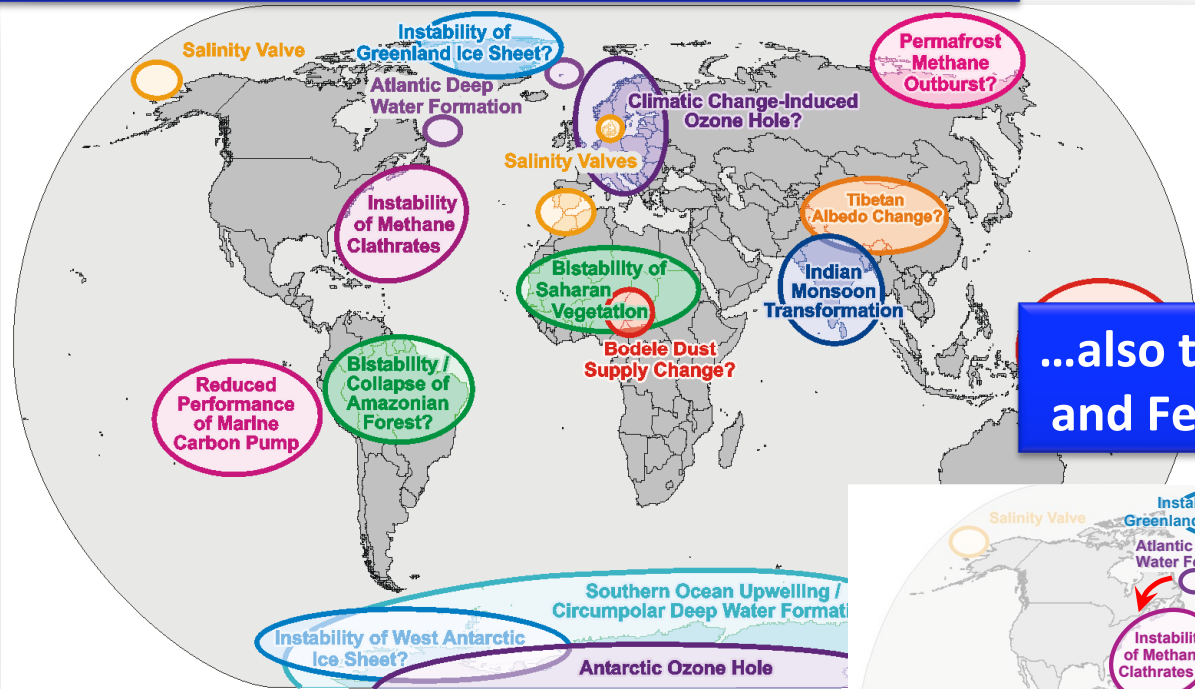 Salinity Valve
Instability of
Greenland Ice Sheet?
Atlantic Deep
Water Formation
Permafrost
Methane
Outburst?
Climatic Change-Induced
Ozone Hole?
Salinity Valves
Instability
of Methane
Clathrates
Tibetan
Albedo Change?
Bistability of
Saharan
Vegetation
Indian
Monsoon
Transformation
Bodele Dust
Supply Change?
…also t
and Fe
Bistability /
Collapse of
Amazonian
Forest?
Reduced
Performance
of Marine
Carbon Pump
Southern Ocean Upwelling /
Circumpolar Deep Water Formati
Instability of West Antarctic
Ice Sheet?
Antarctic Ozone Hole
Salinity Valve
Insta
Greenland
Atlantic
Water Fo
Instabilit
of Methan
Clathrates